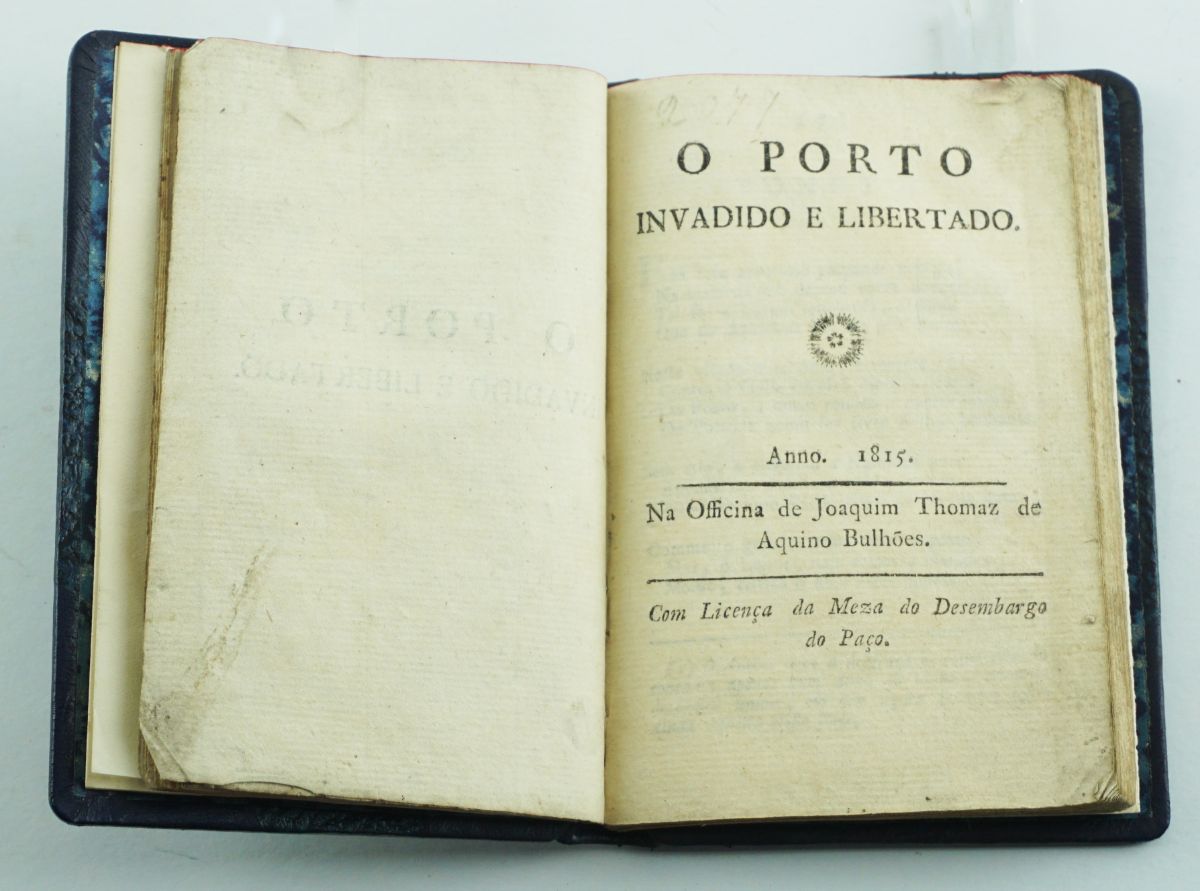 O PORTO
INVADIDO E LIBERTADO.
Anno. 1815.
Na Officina de Joaquim Thomaz de
Aquino Bulhões.
Com Licença da Meza do Desembargo
do Paço.